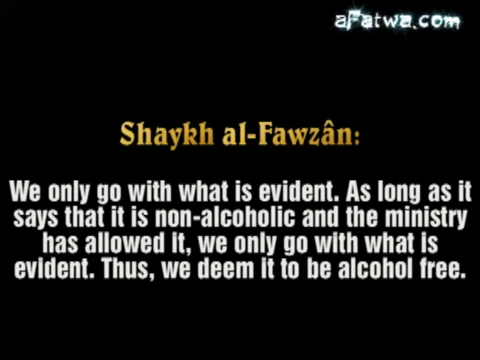 aFatwa.com
Shaykh al-Fawzân:
We only go with what is evident. As long as it
says that it is non-alcoholic and the ministry
has allowed it, we only go with what is
evident. Thus, we deem it to be alcohol free.